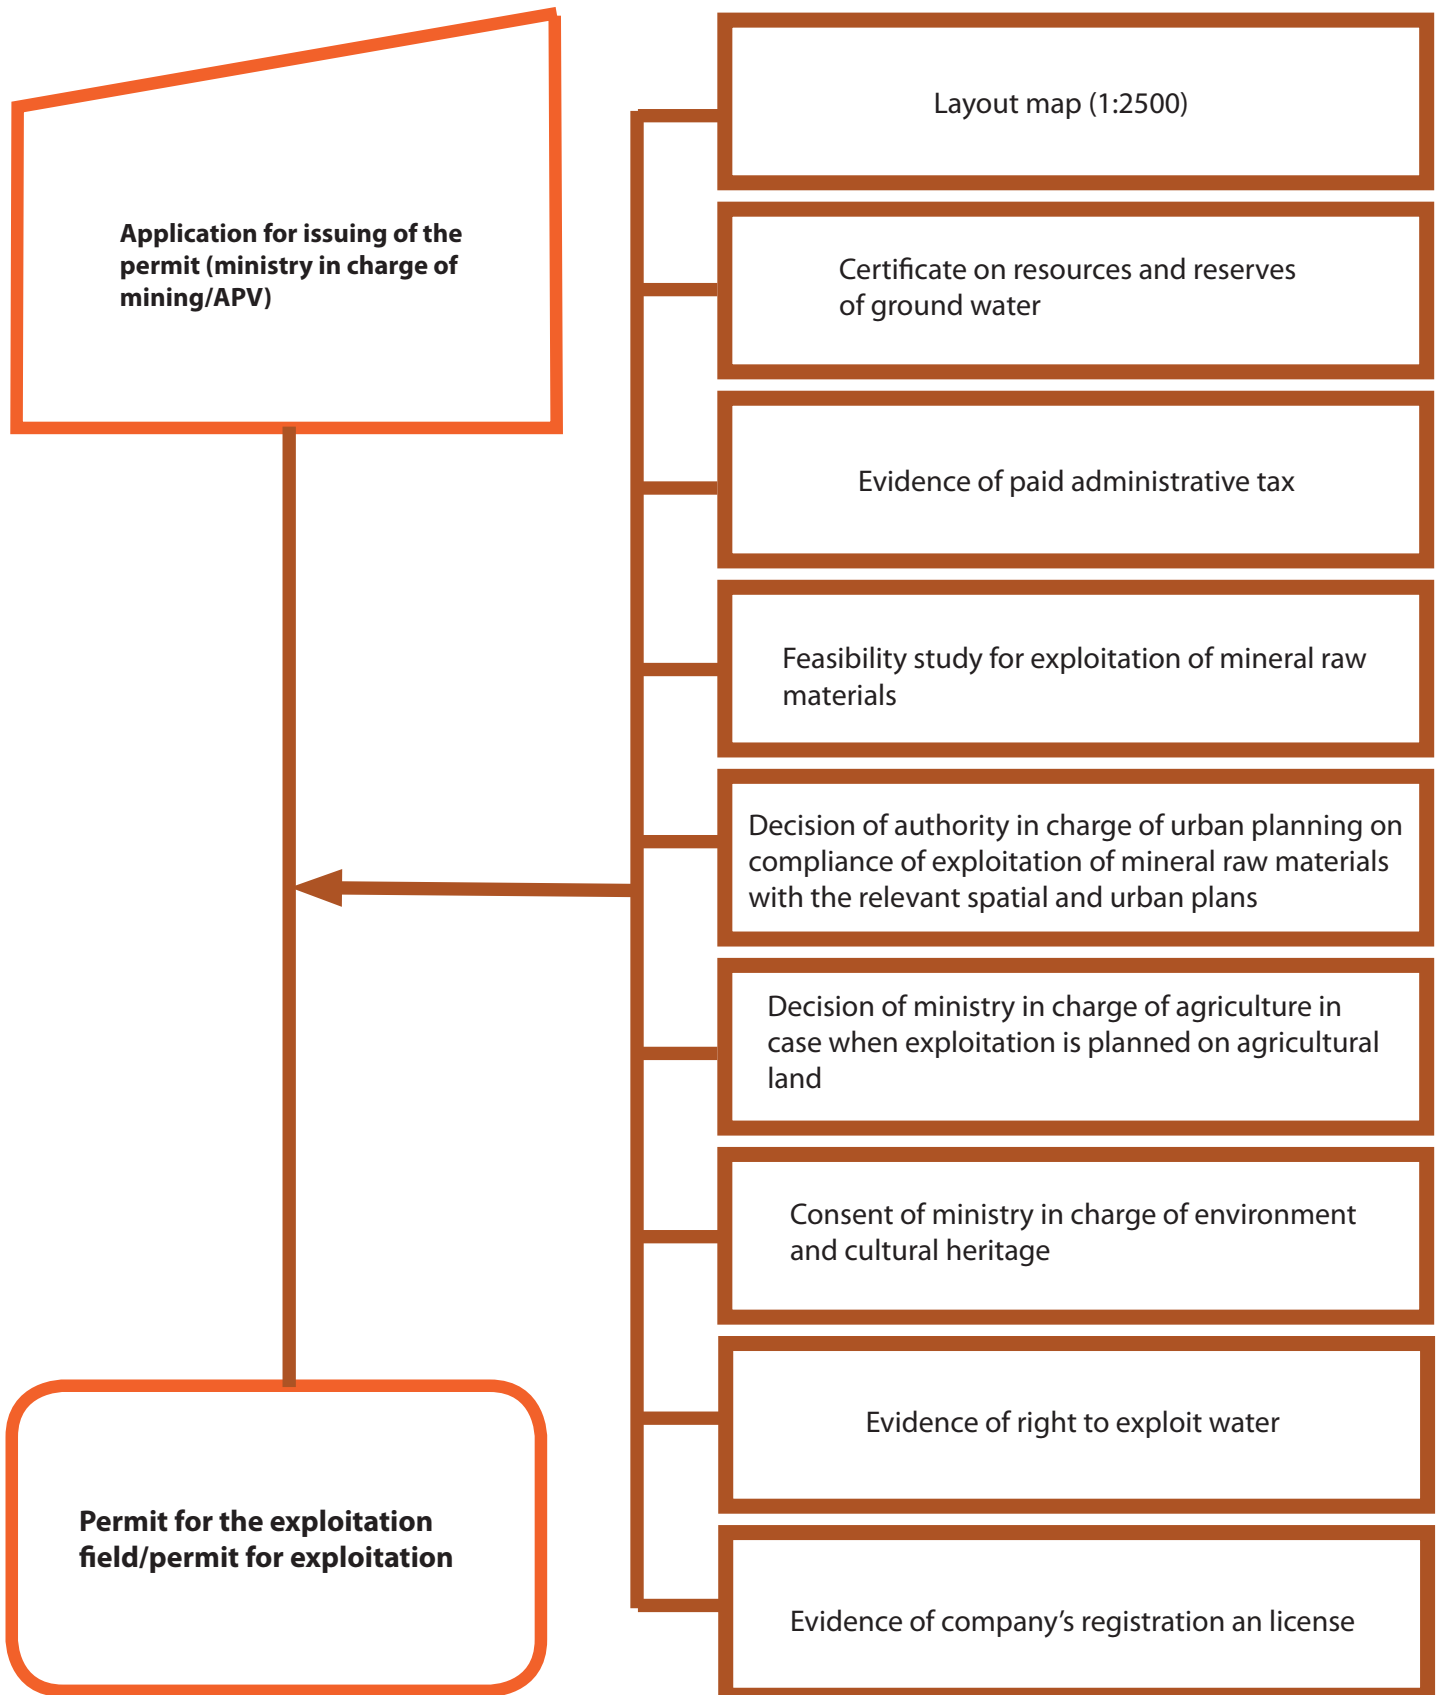 Application for issuing of the
permit (ministry in charge of
mining/APV)
Permit for the exploitation
field/permit for exploitation
Layout map (1:2500)
Certificate on resources and reserves
of ground water
Evidence of paid administrative tax
Feasibility study for exploitation of mineral raw
materials
Decision of authority in charge of urban planning on
compliance of exploitation of mineral raw materials
with the relevant spatial and urban plans
Decision of ministry in charge of agriculture in
case when exploitation is planned on agricultural
land
Consent of ministry in charge of environment
and cultural heritage
Evidence of right to exploit water
Evidence of company’s registration an license